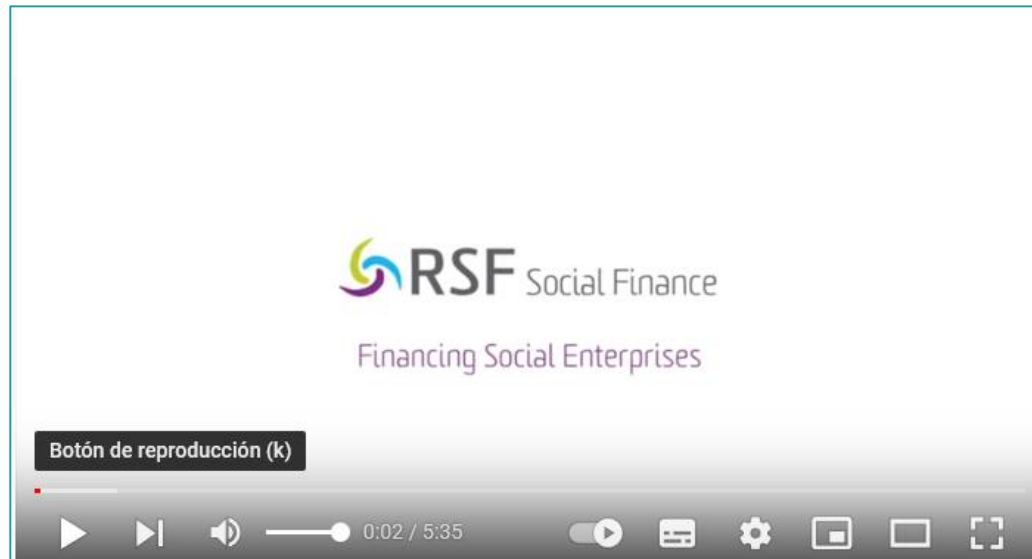 RSF Social Finance
Financing Social Enterprises
Botón de reproducción (k)
0:02 / 5:35